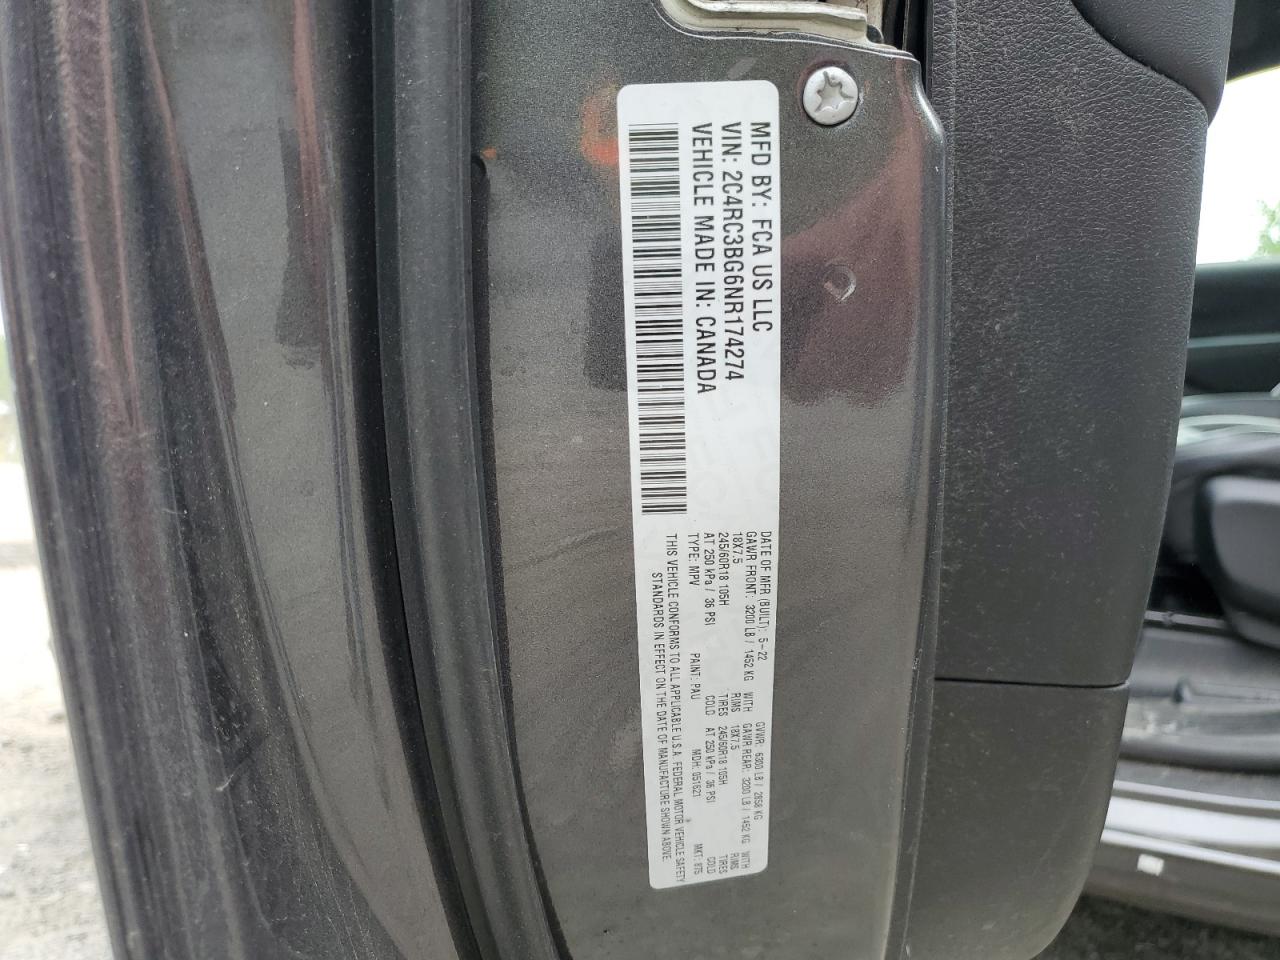 MFD BY: FCA US LLC
VIN: 2C4RC3BG6NR174274
VEHICLE MADE IN: CANADA
DATE OF MFR (BUILT): 5-22 GVWR: 6300 LB / 2858 KG
GAWR FRONT: 3200 LB / 1452 KG WITH GAWR REAR: 3200 LB / 1452 KG WITH
18X7.5 RIMS 18X7.5 RIMS
245/60R18 105H TIRES 245/60R18 105H TIRES
AT 250 kPa / 36 PSI COLD AT 250 kPa / 36 PSI COLD
TYPE: MPV PAINT: PAU MDH: 051621 MKT: 875
THIS VEHICLE CONFORMS TO ALL APPLICABLE U.S.A. FEDERAL MOTOR VEHICLE SAFETY
STANDARDS IN EFFECT ON THE DATE OF MANUFACTURE SHOWN ABOVE.